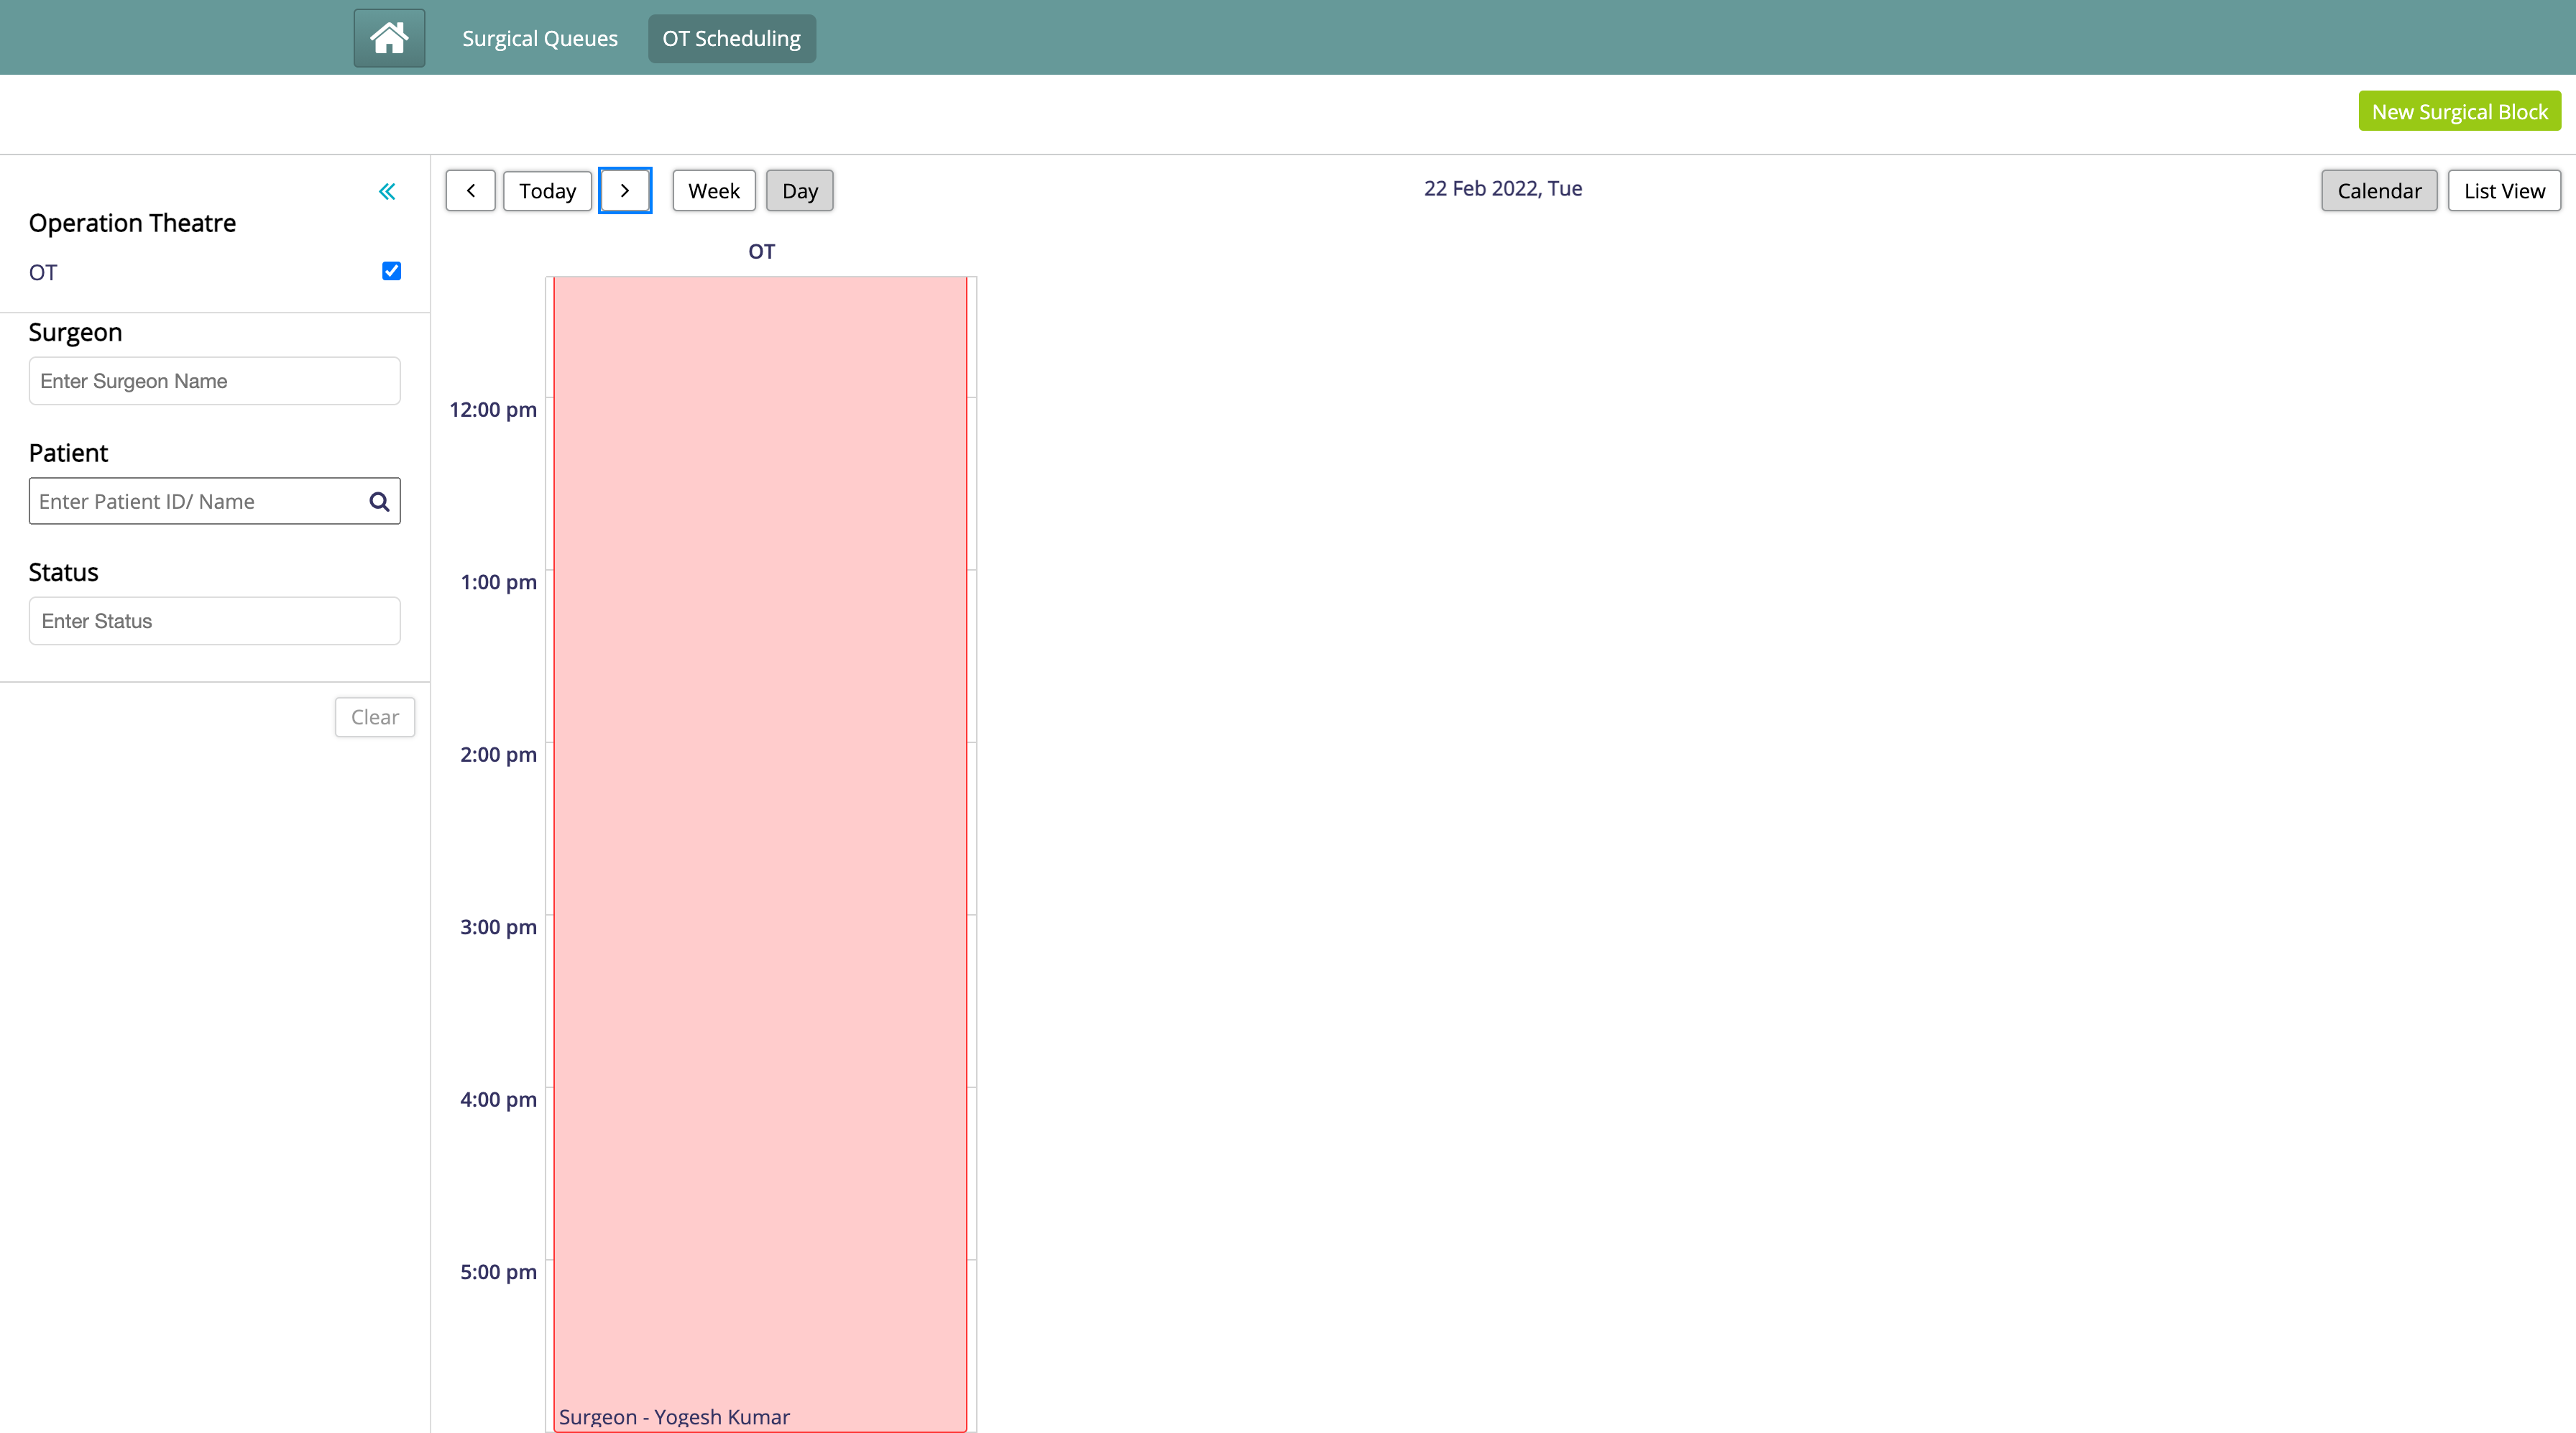 Surgical Queues
OT Scheduling
New Surgical Block
Operation Theatre
OT
Surgeon
Enter Surgeon Name
Patient
Enter Patient ID/ Name
Status
Enter Status
Clear
Today
Week
Day
22 Feb 2022, Tue
Calendar
List View
OT
12:00 pm
1:00 pm
2:00 pm
3:00 pm
4:00 pm
5:00 pm
Surgeon - Yogesh Kumar